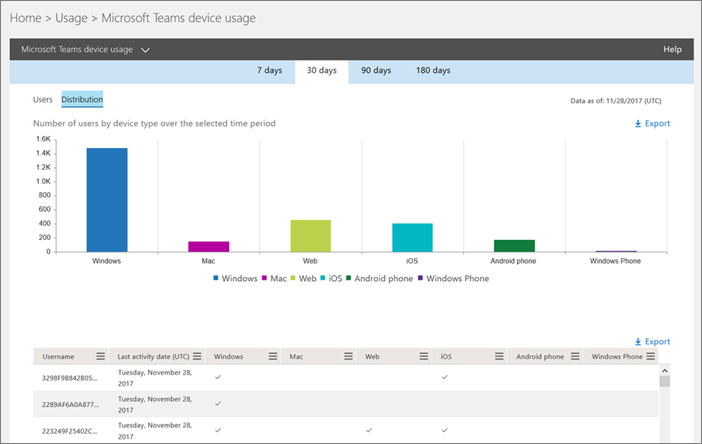 Home > Usage > Microsoft Teams device usage
Microsoft Teams device usage Help
7 days 30 days 90 days 180 days
Users Distribution Data as of: 11/28/2017 (UTC)
Number of users by device type over the selected time period Export
1.6K
1.4K
1.2K
1.0K
800
600
400
200
0
Windows Mac Web iOS Android phone Windows Phone
Windows Mac Web iOS Android phone Windows Phone
Export
Username Last activity date (UTC) Windows Mac Web iOS Android phone Windows Phone
3298F9B842B05... Tuesday, November 28,
2017
2289AF6A0A877... Tuesday, November 28,
2017
223249F25402C... Tuesday, November 28,
2017